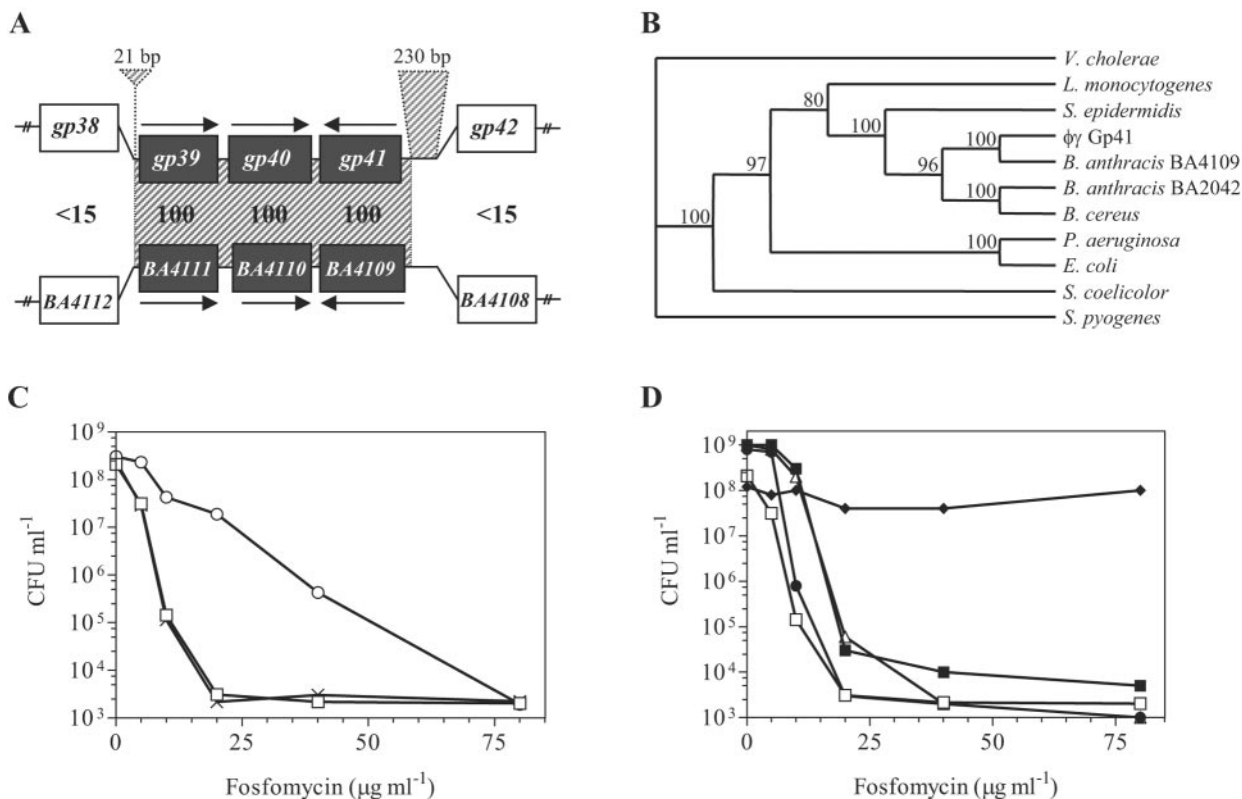 A
21 bp
230 bp
gp38
gp42
gp39
gp40
gp41
<15
100
100
100
<15
BA4111
BA4110
BA4109
BA4112
BA4108
B
V. cholerae
L. monocytogenes
80
S. epidermidis
100
ϕγ Gp41
100
B. anthracis BA4109
97
96
B. anthracis BA2042
100
B. cereus
100
P. aeruginosa
100
E. coli
S. coelicolor
S. pyogenes
C
10⁹
10⁸
10⁷
10⁶
10⁵
10⁴
10³
CFU ml⁻¹
0
25
50
75
Fosfomycin (μg ml⁻¹)
D
10⁹
10⁸
10⁷
10⁶
10⁵
10⁴
10³
CFU ml⁻¹
0
25
50
75
Fosfomycin (μg ml⁻¹)